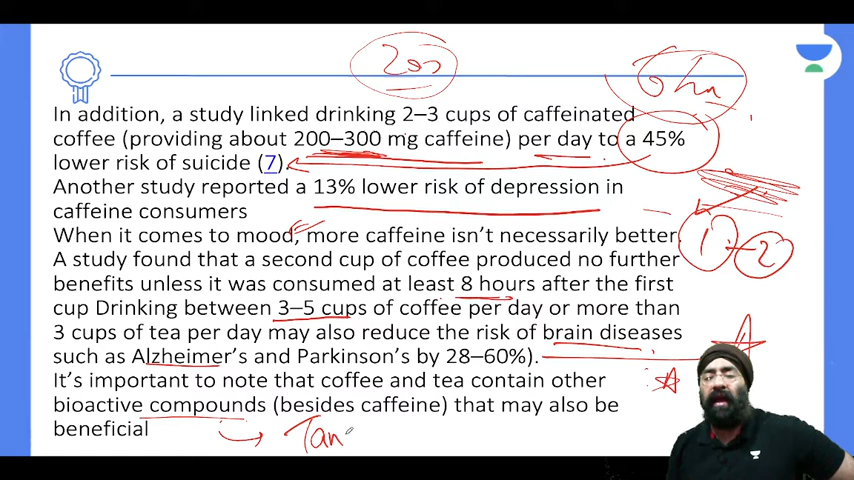 200
6 hr
In addition, a study linked drinking 2–3 cups of caffeinated
coffee (providing about 200–300 mg caffeine) per day to a 45%
lower risk of suicide (7).
Another study reported a 13% lower risk of depression in
caffeine consumers
When it comes to mood, more caffeine isn't necessarily better.
1 - 2
A study found that a second cup of coffee produced no further
benefits unless it was consumed at least 8 hours after the first
cup Drinking between 3–5 cups of coffee per day or more than
3 cups of tea per day may also reduce the risk of brain diseases
such as Alzheimer's and Parkinson's by 28–60%).
It's important to note that coffee and tea contain other
bioactive compounds (besides caffeine) that may also be
beneficial
Tan